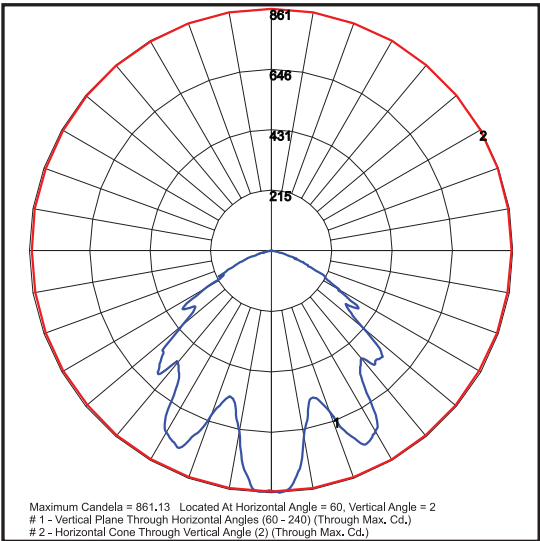 861
646
2
431
215
1
Maximum Candela = 861.13 Located At Horizontal Angle = 60, Vertical Angle = 2
# 1 - Vertical Plane Through Horizontal Angles (60 - 240) (Through Max. Cd.)
# 2 - Horizontal Cone Through Vertical Angle (2) (Through Max. Cd.)